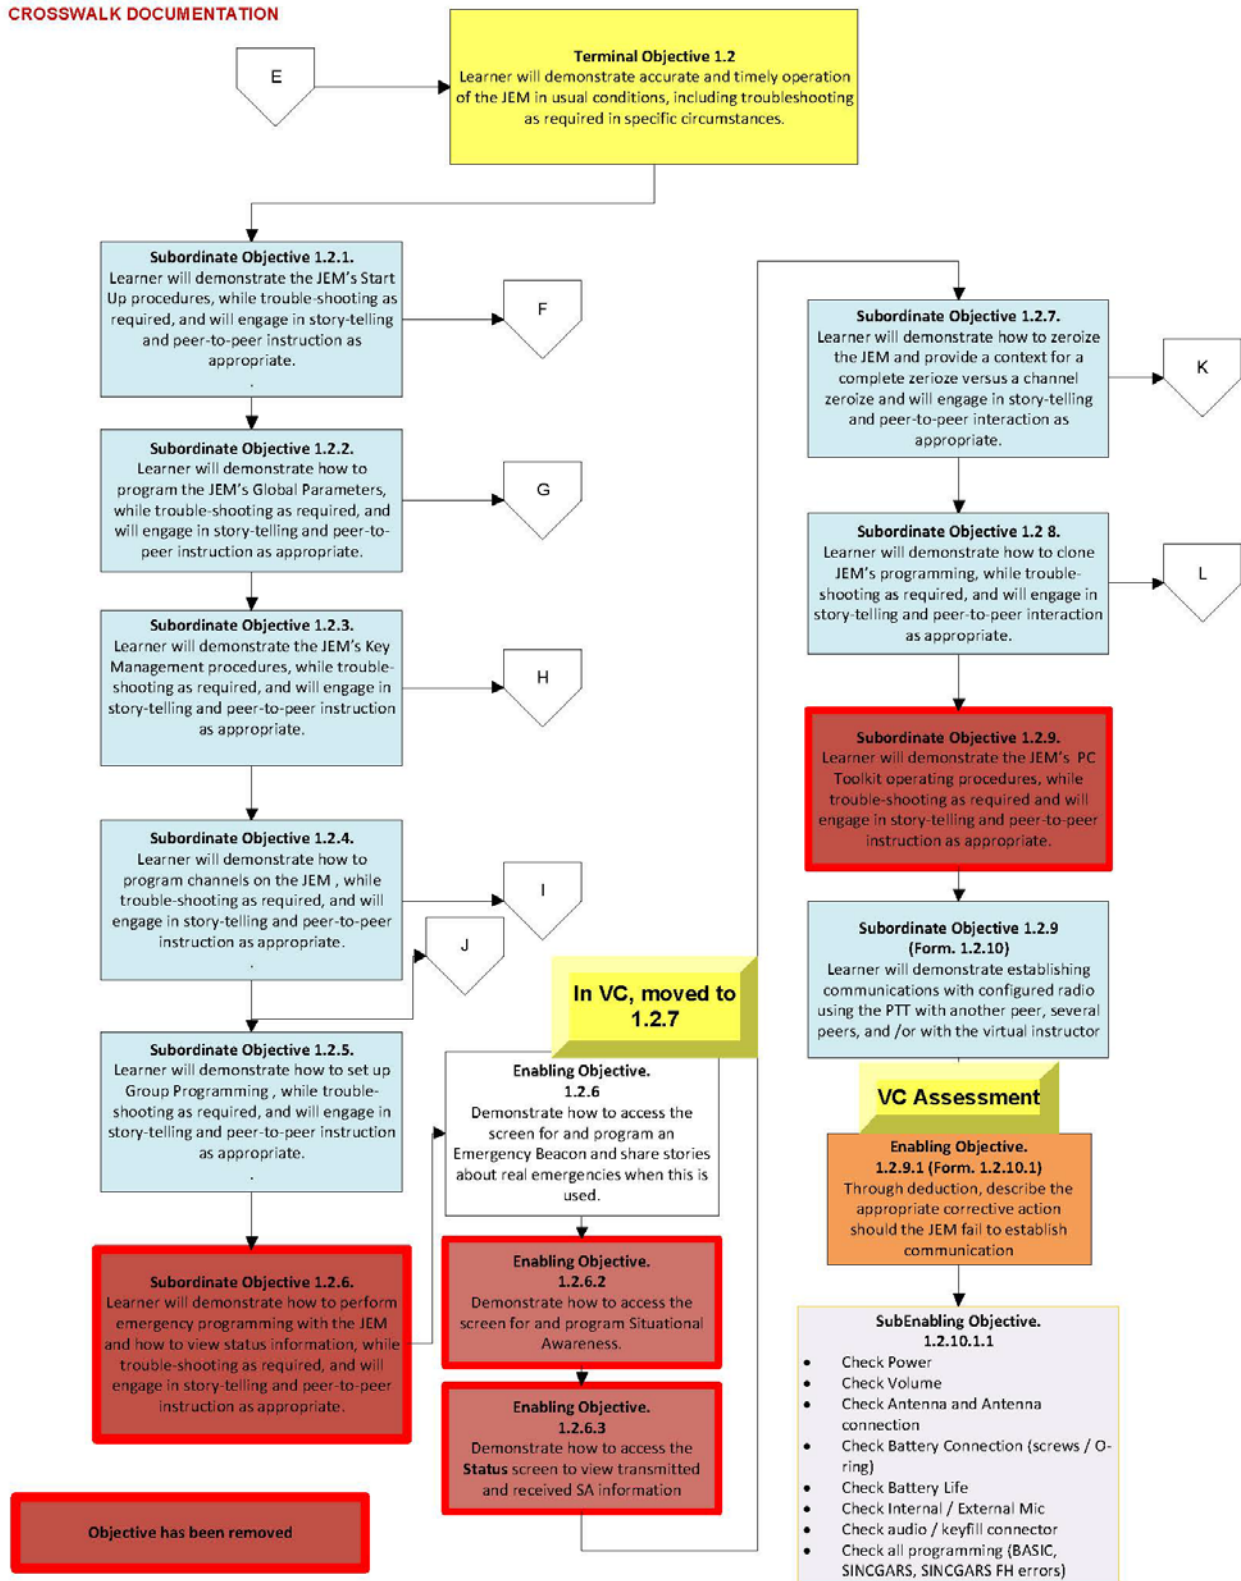 CROSSWALK DOCUMENTATION
E
Terminal Objective 1.2
Learner will demonstrate accurate and timely operation
of the JEM in usual conditions, including troubleshooting
as required in specific circumstances.
Subordinate Objective 1.2.1.
Learner will demonstrate the JEM's Start
Up procedures, while trouble-shooting as
required, and will engage in story-telling
and peer-to-peer instruction as
appropriate.
.
F
Subordinate Objective 1.2.2.
Learner will demonstrate how to
program the JEM's Global Parameters,
while trouble-shooting as required, and
will engage in story-telling and peer-to-
peer instruction as appropriate.
G
Subordinate Objective 1.2.3.
Learner will demonstrate the JEM's Key
Management procedures, while trouble-
shooting as required, and will engage in
story-telling and peer-to-peer instruction
as appropriate.
H
Subordinate Objective 1.2.4.
Learner will demonstrate how to
program channels on the JEM , while
trouble-shooting as required, and will
engage in story-telling and peer-to-peer
instruction as appropriate.
.
I
J
Subordinate Objective 1.2.5.
Learner will demonstrate how to set up
Group Programming , while trouble-
shooting as required, and will engage in
story-telling and peer-to-peer instruction
as appropriate.
.
Subordinate Objective 1.2.6.
Learner will demonstrate how to perform
emergency programming with the JEM
and how to view status information, while
trouble-shooting as required, and will
engage in story-telling and peer-to-peer
instruction as appropriate.
Objective has been removed
In VC, moved to
1.2.7
Enabling Objective.
1.2.6
Demonstrate how to access the
screen for and program an
Emergency Beacon and share stories
about real emergencies when this is
used.
Enabling Objective.
1.2.6.2
Demonstrate how to access the
screen for and program Situational
Awareness.
Enabling Objective.
1.2.6.3
Demonstrate how to access the
Status screen to view transmitted
and received SA information
Subordinate Objective 1.2.7.
Learner will demonstrate how to zeroize
the JEM and provide a context for a
complete zerioze versus a channel
zeroize and will engage in story-telling
and peer-to-peer interaction as
appropriate.
K
Subordinate Objective 1.2 8.
Learner will demonstrate how to clone
JEM's programming, while trouble-
shooting as required, and will engage in
story-telling and peer-to-peer interaction
as appropriate.
L
Subordinate Objective 1.2.9.
Learner will demonstrate the JEM's PC
Toolkit operating procedures, while
trouble-shooting as required and will
engage in story-telling and peer-to-peer
instruction as appropriate.
Subordinate Objective 1.2.9
(Form. 1.2.10)
Learner will demonstrate establishing
communications with configured radio
using the PTT with another peer, several
peers, and /or with the virtual instructor
VC Assessment
Enabling Objective.
1.2.9.1 (Form. 1.2.10.1)
Through deduction, describe the
appropriate corrective action
should the JEM fail to establish
communication
SubEnabling Objective.
1.2.10.1.1
• Check Power
• Check Volume
• Check Antenna and Antenna
connection
• Check Battery Connection (screws / O-
ring)
• Check Battery Life
• Check Internal / External Mic
• Check audio / keyfill connector
• Check all programming (BASIC,
SINCGARS, SINCGARS FH errors)